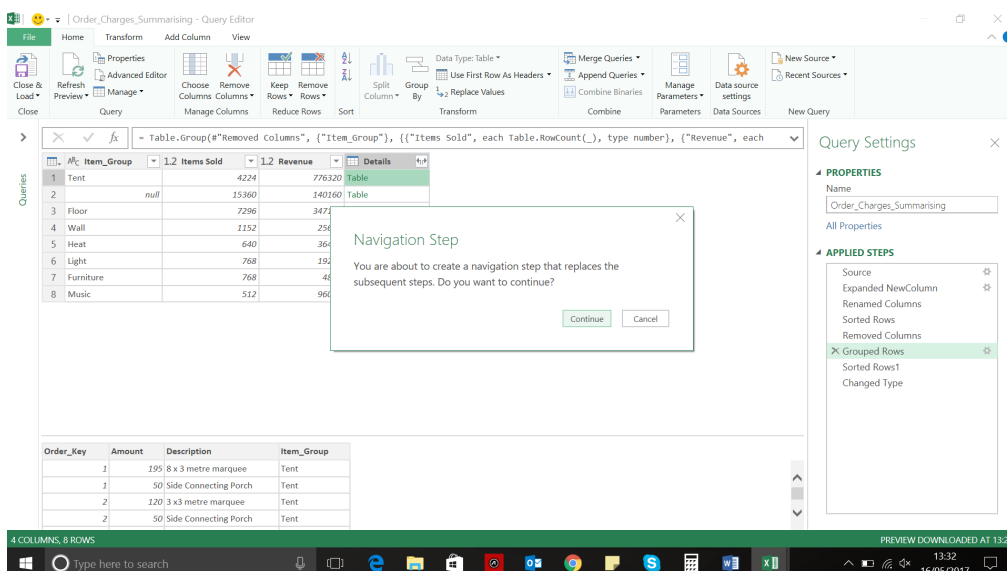 Order_Charges_Summarising - Query Editor
File Home Transform Add Column View
Close & Load
Refresh Preview
Properties
Advanced Editor
Manage
Choose Columns
Remove Columns
Keep Rows
Remove Rows
Split Column
Group By
Data Type: Table
Use First Row As Headers
Replace Values
Merge Queries
Append Queries
Combine Binaries
Manage Parameters
Data source settings
New Source
Recent Sources
Close Query Manage Columns Reduce Rows Sort Transform Combine Parameters Data Sources New Query
fx = Table.Group(#"Removed Columns", {"Item_Group"}, {{"Items Sold", each Table.RowCount(_), type number}, {"Revenue", each
Queries
Item_Group 1.2 Items Sold 1.2 Revenue Details
1 Tent 4224 776320 Table
2 null 15360 140160 Table
3 Floor 7296
4 Wall 1152
5 Heat 640
6 Light 768
7 Furniture 768
8 Music 512
Navigation Step
You are about to create a navigation step that replaces the
subsequent steps. Do you want to continue?
Continue Cancel
Order_Key Amount Description Item_Group
1 195 8 x 3 metre marquee Tent
1 50 Side Connecting Porch Tent
2 120 3 x3 metre marquee Tent
2 50 Side Connecting Porch Tent
Query Settings
PROPERTIES
Name
Order_Charges_Summarising
All Properties
APPLIED STEPS
Source
Expanded NewColumn
Renamed Columns
Sorted Rows
Removed Columns
Grouped Rows
Sorted Rows1
Changed Type
4 COLUMNS, 8 ROWS
PREVIEW DOWNLOADED AT 13:2
Type here to search
13:32
16/05/2017